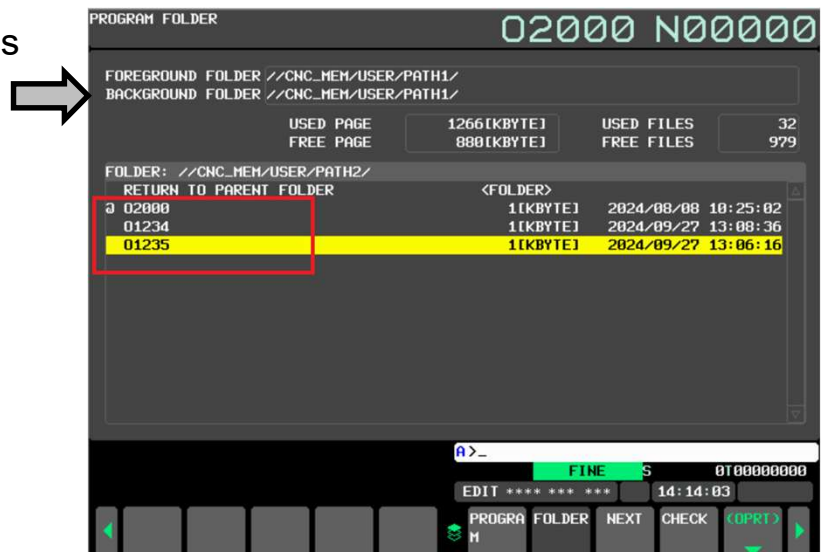 PROGRAM FOLDER
O2000 N00000
s
FOREGROUND FOLDER //CNC_MEM/USER/PATH1/
BACKGROUND FOLDER //CNC_MEM/USER/PATH1/
USED PAGE 1266[KBYTE] USED FILES 32
FREE PAGE 880[KBYTE] FREE FILES 979
FOLDER: //CNC_MEM/USER/PATH2/
RETURN TO PARENT FOLDER <FOLDER>
@ O2000 1[KBYTE] 2024/08/08 10:25:02
O1234 1[KBYTE] 2024/09/27 13:08:36
O1235 1[KBYTE] 2024/09/27 13:06:16
A>_
FINE S 0T00000000
EDIT **** *** *** 14:14:03
PROGRA FOLDER NEXT CHECK (OPRT)
M